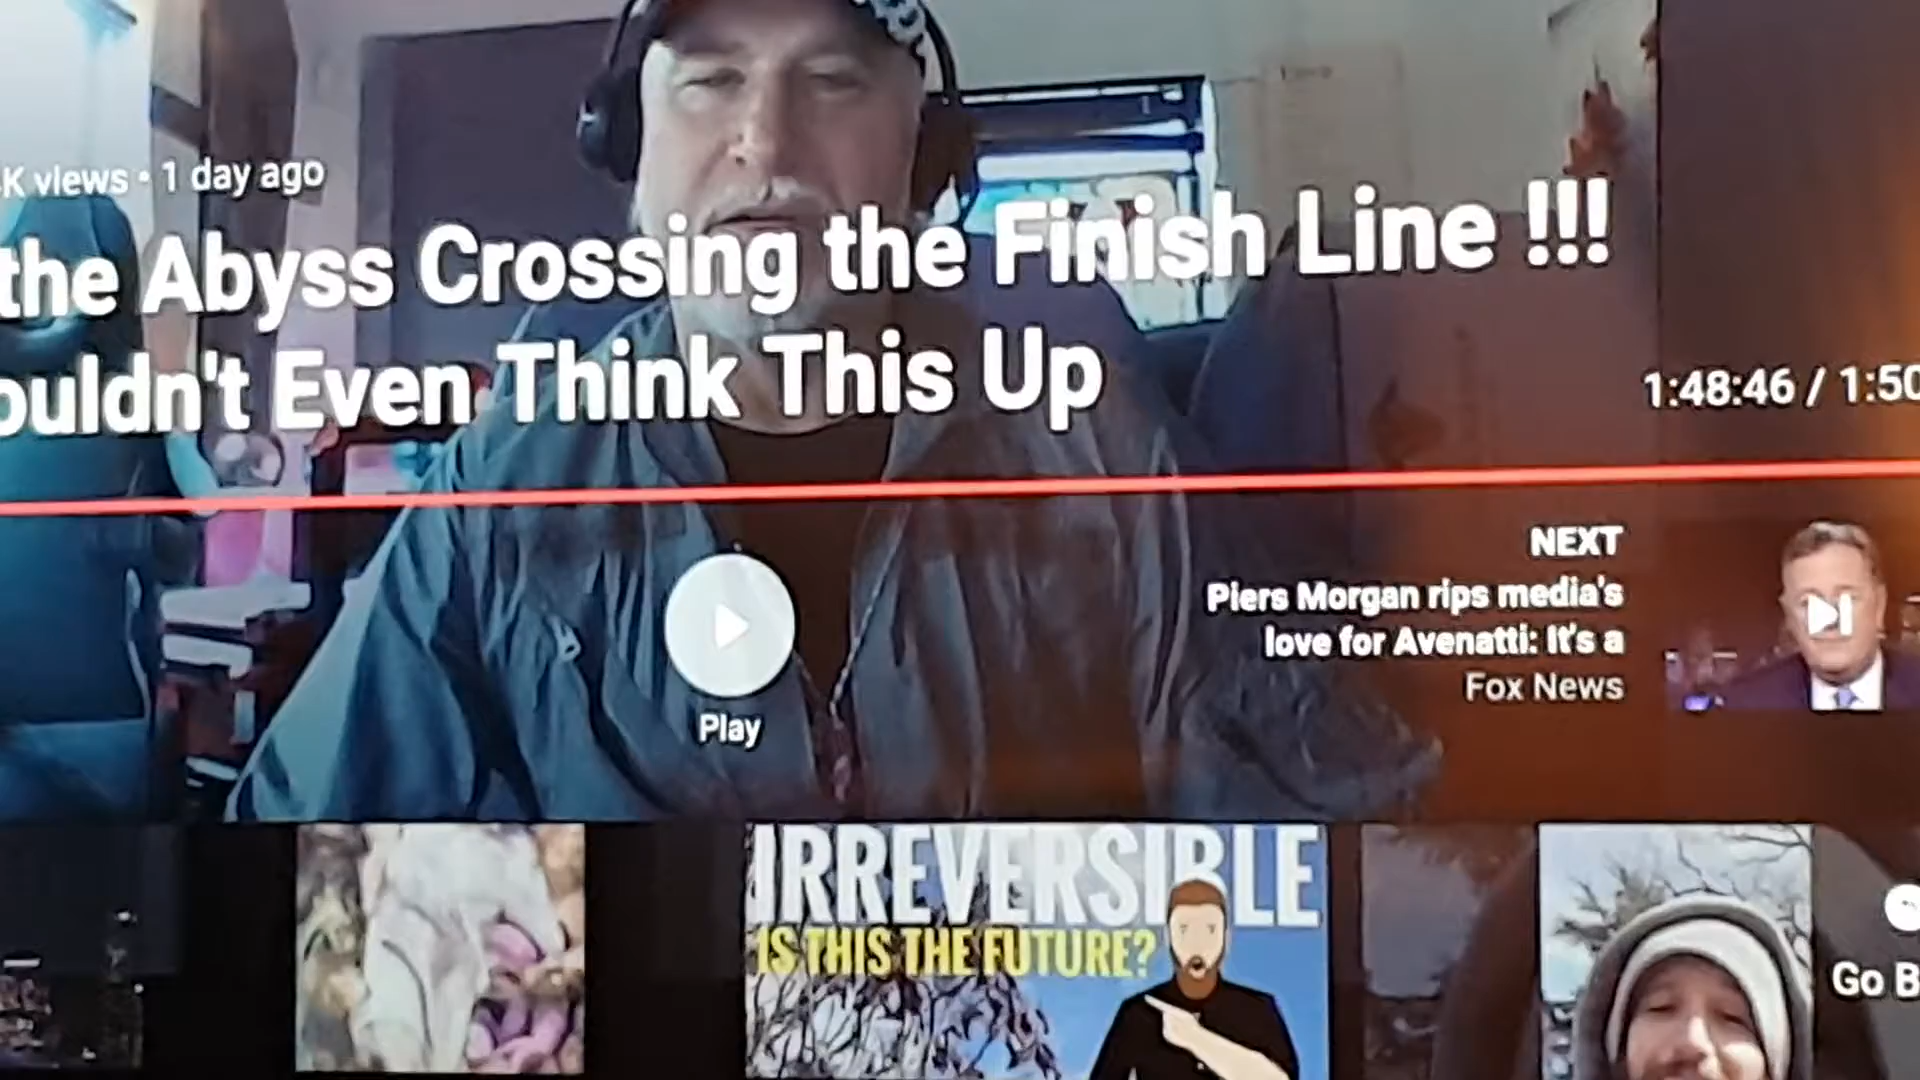 K views • 1 day ago
the Abyss Crossing the Finish Line !!!
ouldn't Even Think This Up
1:48:46 / 1:50
NEXT
Piers Morgan rips media's
love for Avenatti: It's a
Fox News
Play
IRREVERSIBLE
IS THIS THE FUTURE?
Go B